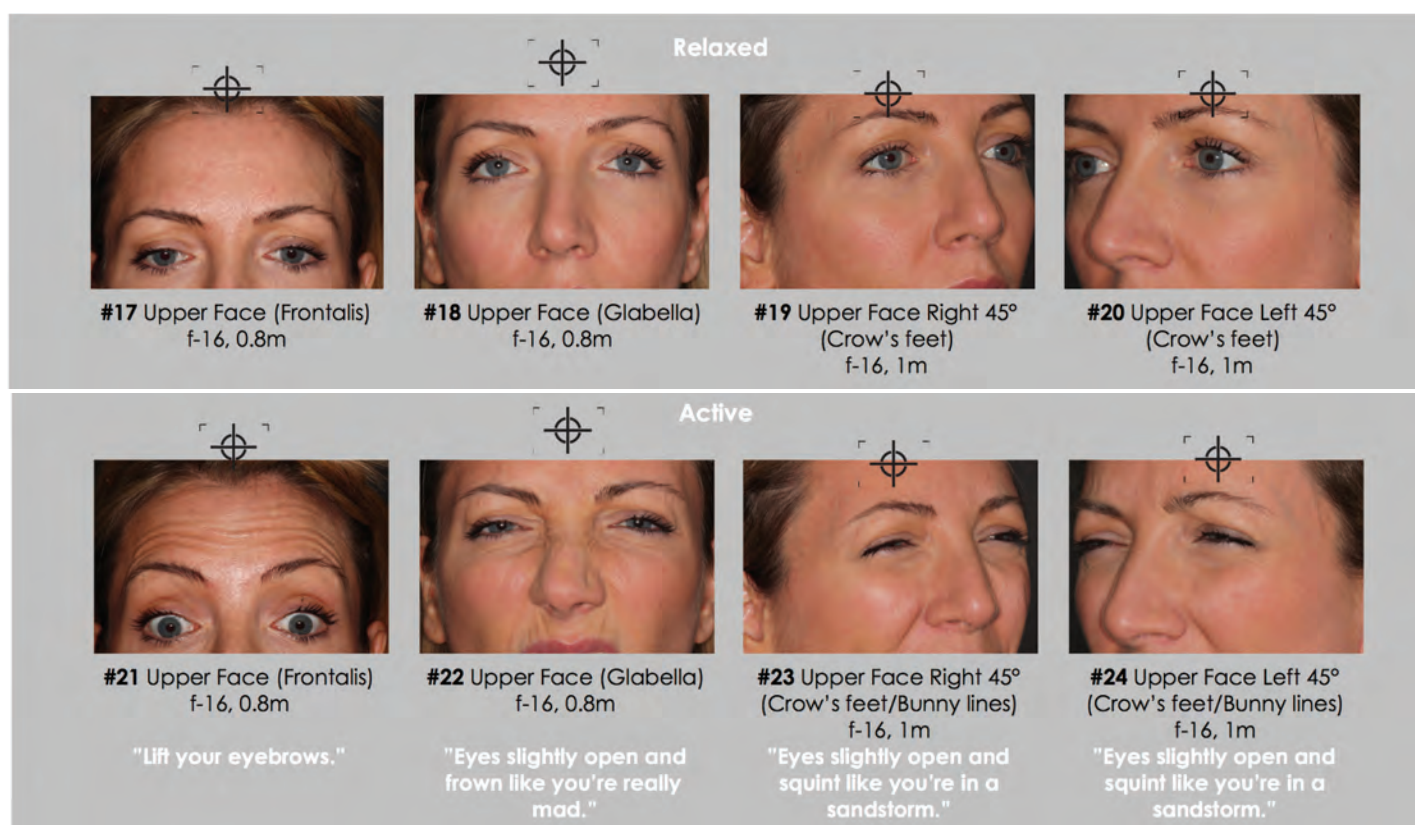 Relaxed
#17 Upper Face (Frontalis)
f-16, 0.8m
#18 Upper Face (Glabella)
f-16, 0.8m
#19 Upper Face Right 45º
(Crow's feet)
f-16, 1m
#20 Upper Face Left 45º
(Crow's feet)
f-16, 1m
Active
#21 Upper Face (Frontalis)
f-16, 0.8m
"Lift your eyebrows."
#22 Upper Face (Glabella)
f-16, 0.8m
"Eyes slightly open and
frown like you're really
mad."
#23 Upper Face Right 45º
(Crow's feet/Bunny lines)
f-16, 1m
"Eyes slightly open and
squint like you're in a
sandstorm."
#24 Upper Face Left 45º
(Crow's feet/Bunny lines)
f-16, 1m
"Eyes slightly open and
squint like you're in a
sandstorm."